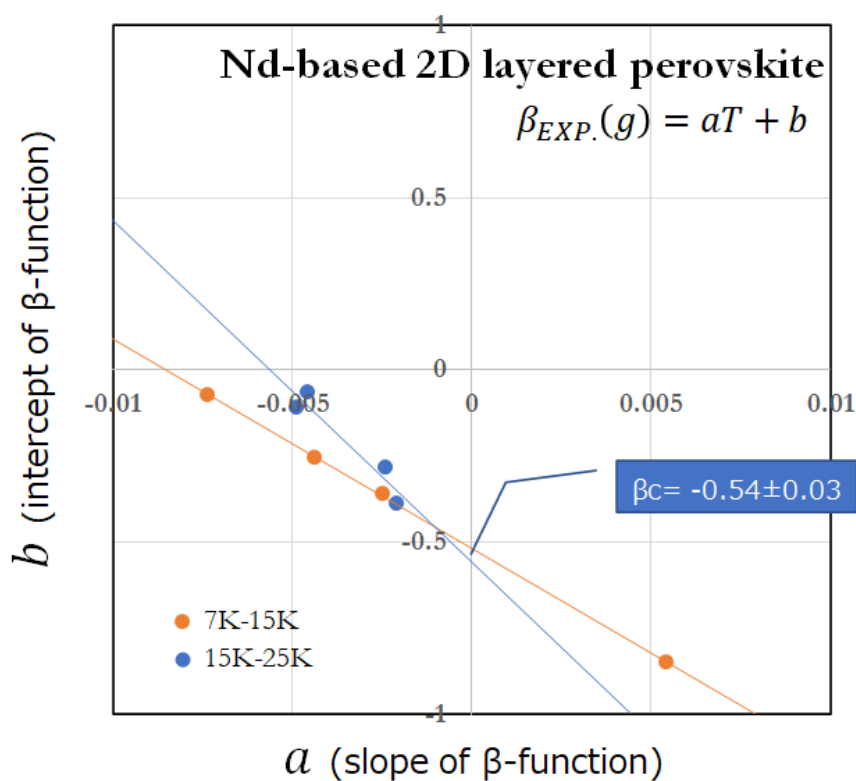 1
Nd-based 2D layered perovskite
β_EXP.(g) = aT + b
0.5
0
-0.01 -0.005 0 0.005 0.01
βc= -0.54±0.03
-0.5
7K-15K
15K-25K
-1
b (intercept of β-function)
a (slope of β-function)